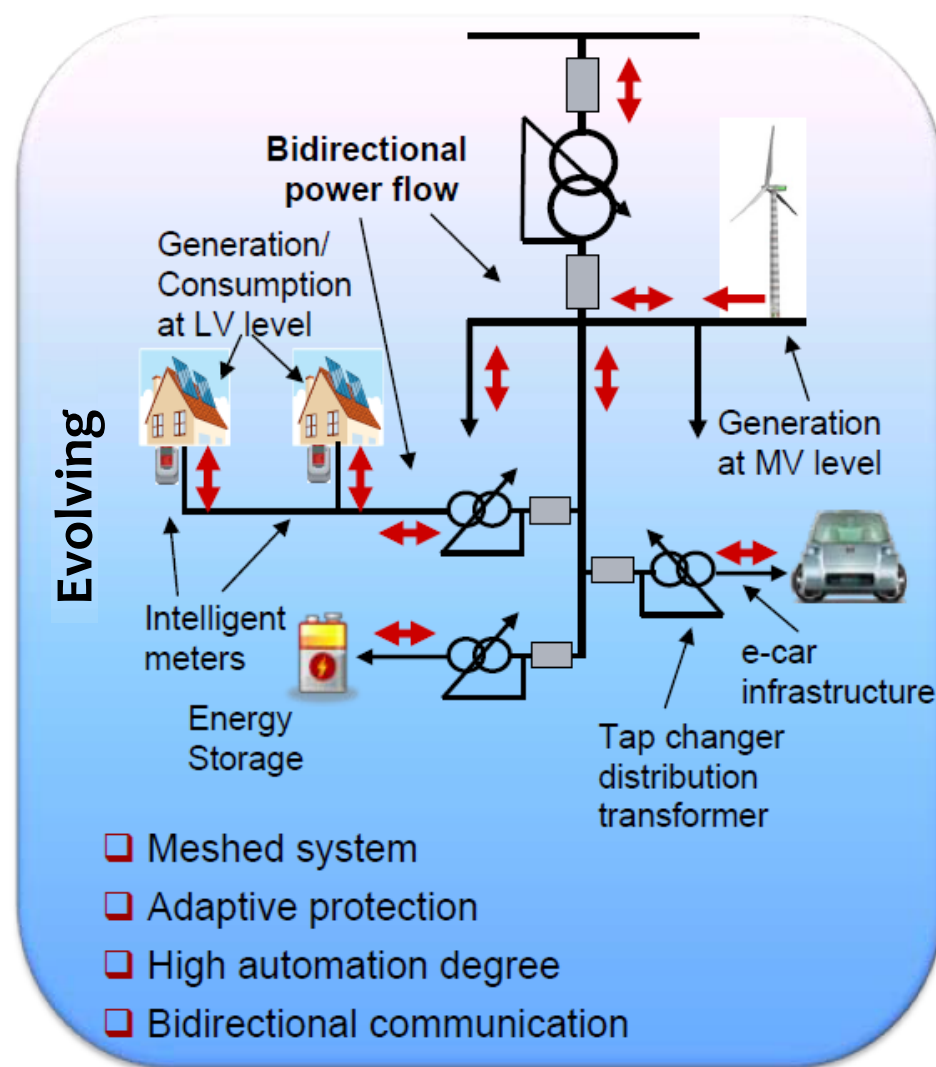 Bidirectional
power flow
Generation/
Consumption
at LV level
Evolving
Generation
at MV level
Intelligent
meters
e-car
infrastructure
Energy
Storage
Tap changer
distribution
transformer
Meshed system
Adaptive protection
High automation degree
Bidirectional communication